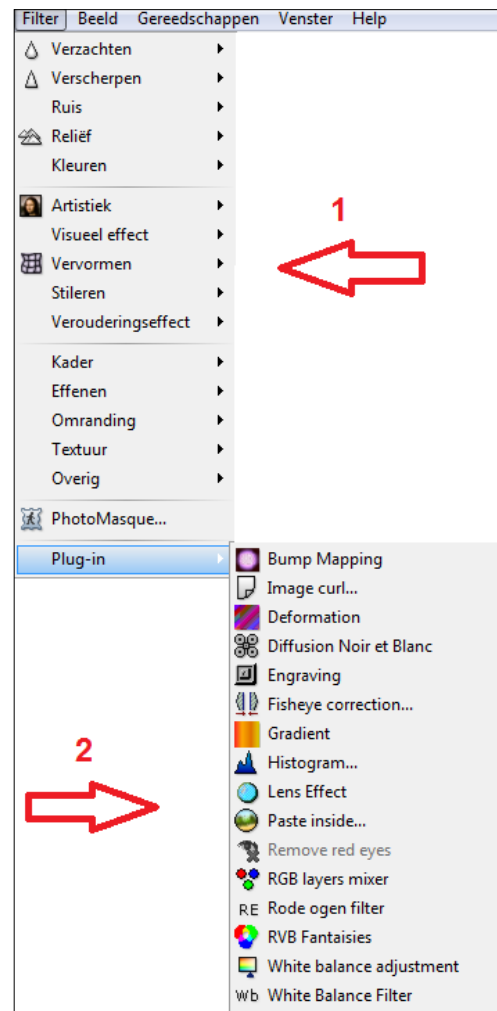 Filter Beeld Gereedschappen Venster Help
Verzachten
Verscherpen
Ruis
Reliëf
Kleuren
Artistiek
1
Visueel effect
Vervormen
Stileren
Verouderingseffect
Kader
Effenen
Omranding
Textuur
Overig
PhotoMasque...
Plug-in
Bump Mapping
Image curl...
Deformation
Diffusion Noir et Blanc
Engraving
Fisheye correction...
Gradient
2
Histogram...
Lens Effect
Paste inside...
Remove red eyes
RGB layers mixer
RE Rode ogen filter
RVB Fantaisies
White balance adjustment
Wb White Balance Filter